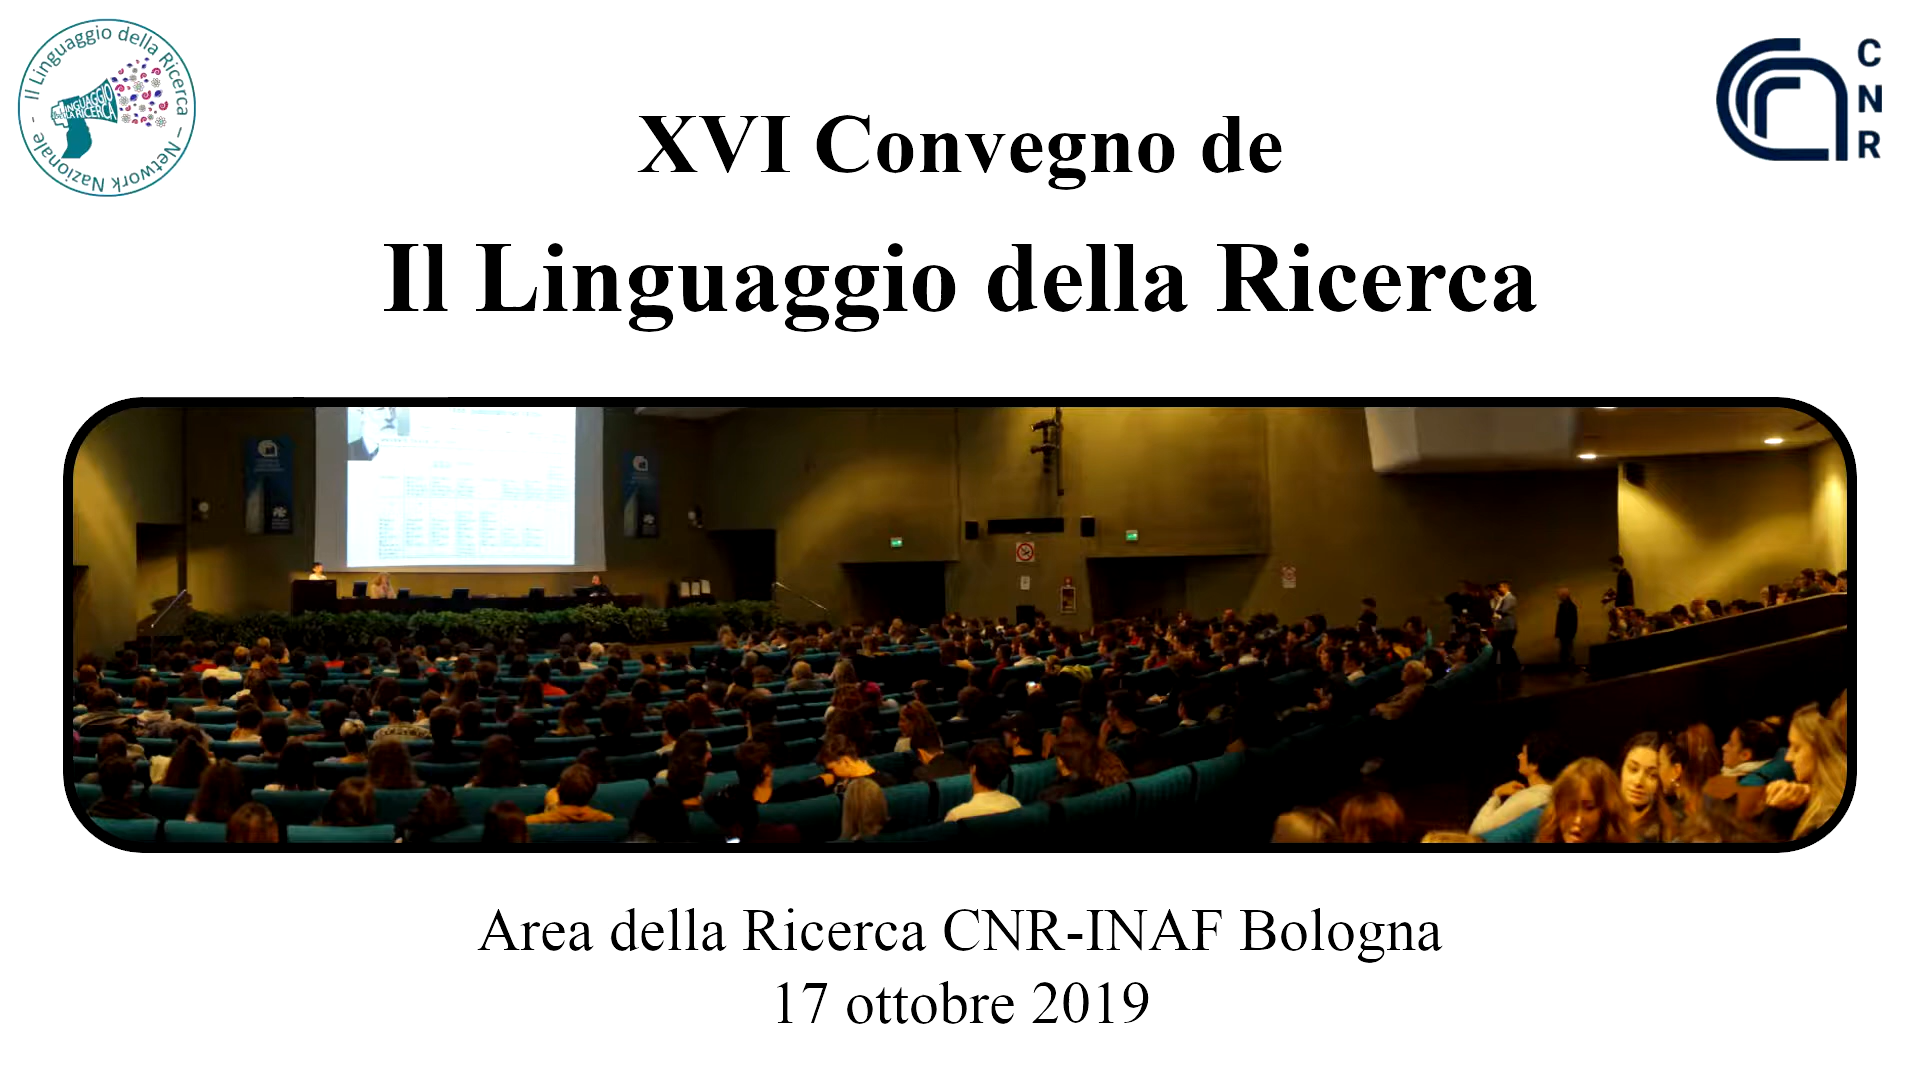 Il Linguaggio della Ricerca – Network Nazionale -
LINGUAGGIO
DELLA RICERCA
CNR
XVI Convegno de
Il Linguaggio della Ricerca
Area della Ricerca CNR-INAF Bologna
17 ottobre 2019